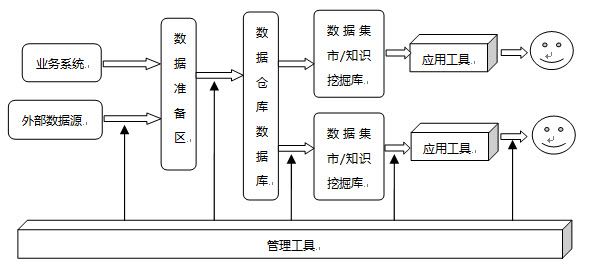 业务系统
外部数据源
数
据
准
备
区
数
据
仓
库
数
据
库
数据集
市/知识
挖掘库
应用工具
数据集
市/知识
挖掘库
应用工具
管理工具